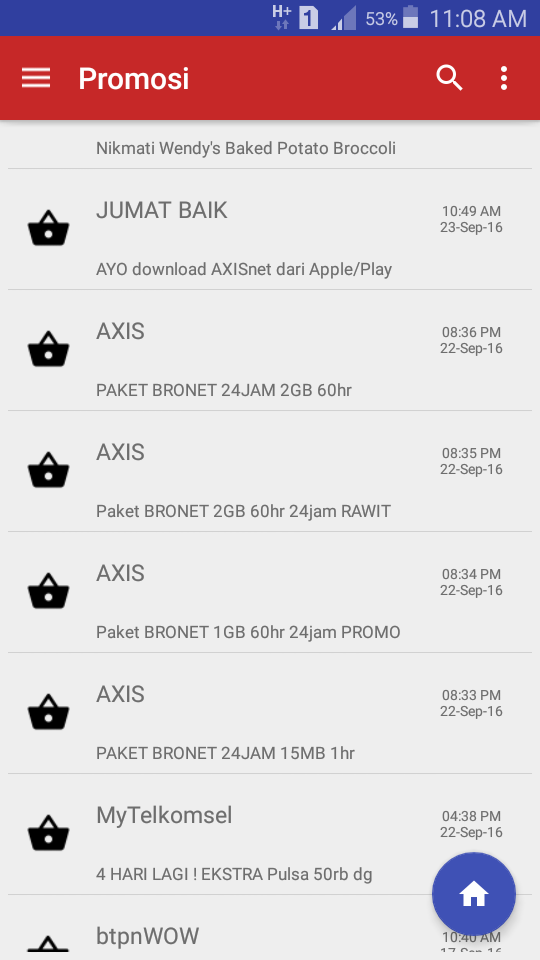 H+ 1 53% 11:08 AM
Promosi
Nikmati Wendy's Baked Potato Broccoli
JUMAT BAIK
10:49 AM
23-Sep-16
AYO download AXISnet dari Apple/Play
AXIS
08:36 PM
22-Sep-16
PAKET BRONET 24JAM 2GB 60hr
AXIS
08:35 PM
22-Sep-16
Paket BRONET 2GB 60hr 24jam RAWIT
AXIS
08:34 PM
22-Sep-16
Paket BRONET 1GB 60hr 24jam PROMO
AXIS
08:33 PM
22-Sep-16
PAKET BRONET 24JAM 15MB 1hr
MyTelkomsel
04:38 PM
22-Sep-16
4 HARI LAGI ! EKSTRA Pulsa 50rb dg
btpnWOW
10:40 AM
17-Sep-16